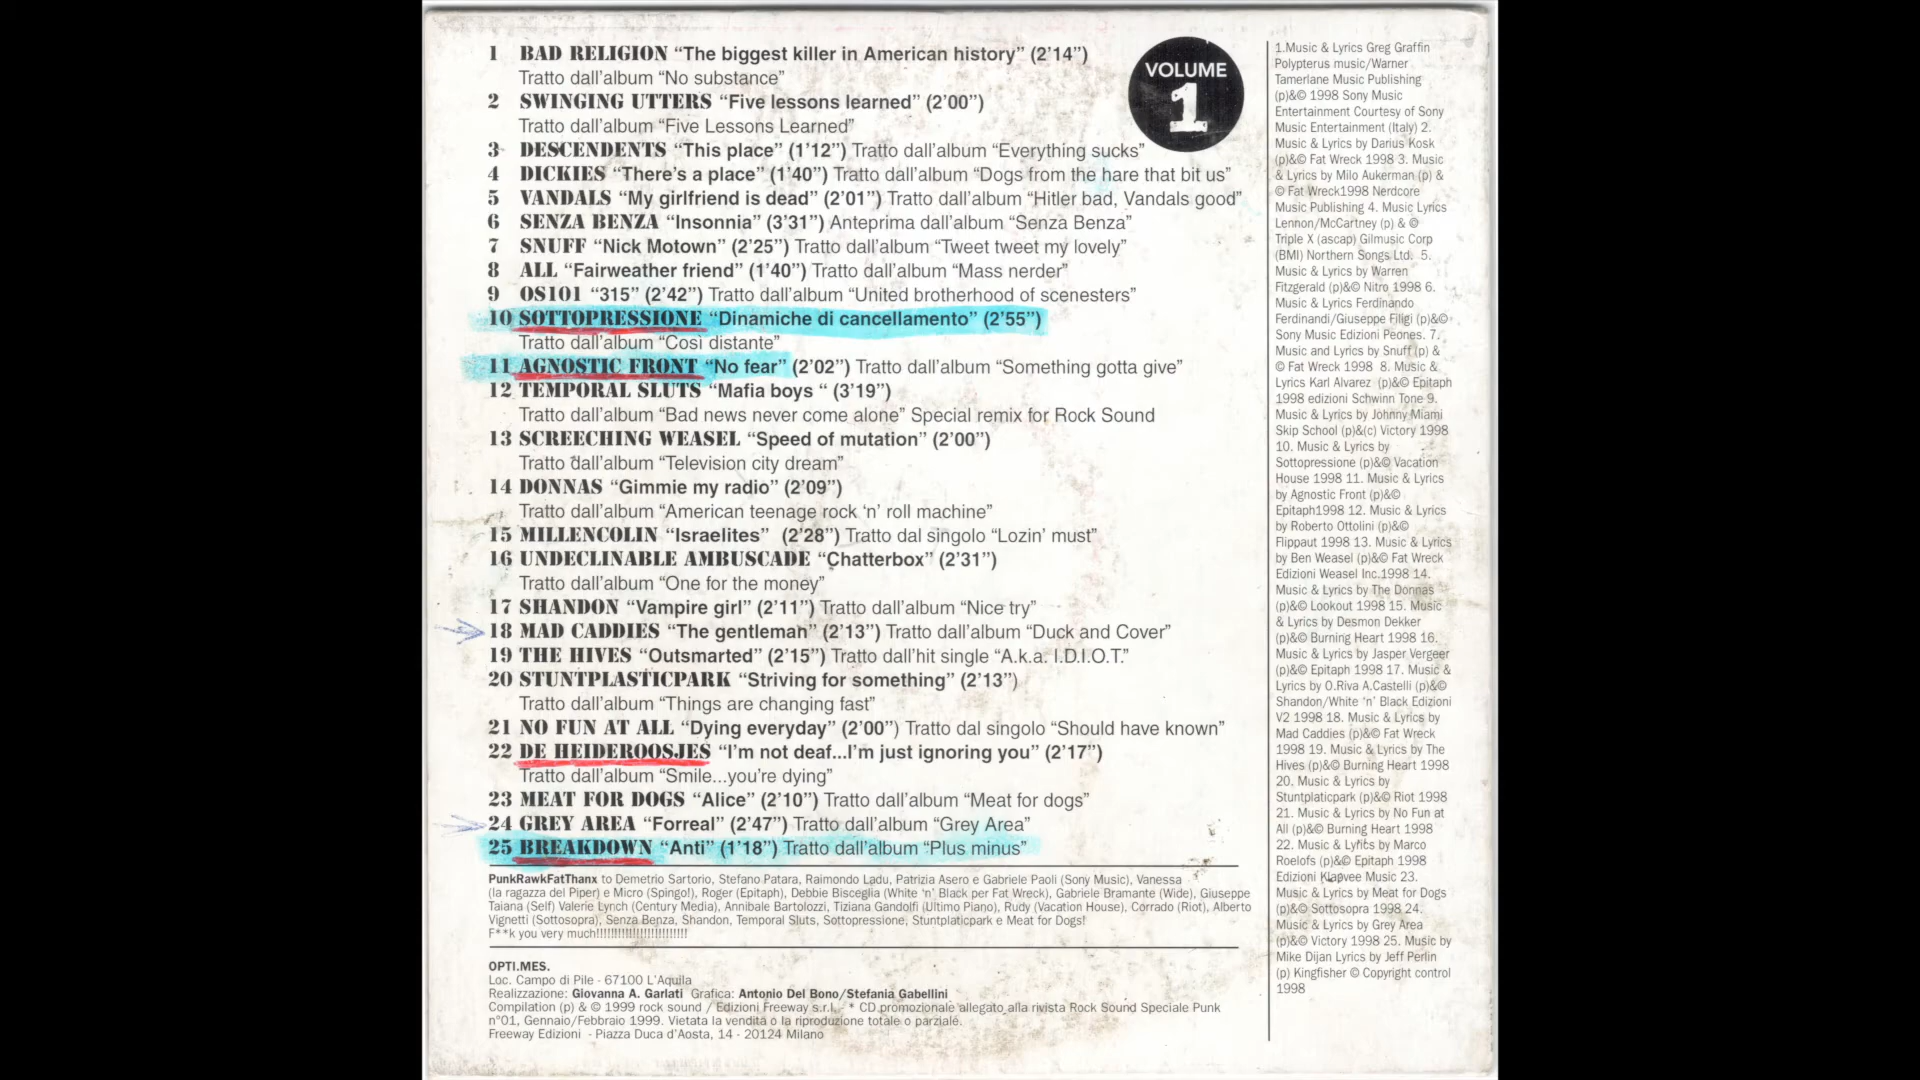 1 BAD RELIGION “The biggest killer in American history” (2’14”)
Tratto dall’album “No substance”
2 SWINGING UTTERS “Five lessons learned” (2’00”)
Tratto dall’album “Five Lessons Learned”
3 DESCENDENTS “This place” (1’12”) Tratto dall’album “Everything sucks”
4 DICKIES “There’s a place” (1’40”) Tratto dall’album “Dogs from the hare that bit us”
5 VANDALS “My girlfriend is dead” (2’01”) Tratto dall’album “Hitler bad, Vandals good”
6 SENZA BENZA “Insonnia” (3’31”) Anteprima dall’album “Senza Benza”
7 SNUFF “Nick Motown” (2’25”) Tratto dall’album “Tweet tweet my lovely”
8 ALL “Fairweather friend” (1’40”) Tratto dall’album “Mass nerder”
9 OS101 “315” (2’42”) Tratto dall’album “United brotherhood of scenesters”
10 SOTTOPRESSIONE “Dinamiche di cancellamento” (2’55”)
Tratto dall’album “Così distante”
11 AGNOSTIC FRONT “No fear” (2’02”) Tratto dall’album “Something gotta give”
12 TEMPORAL SLUTS “Mafia boys “ (3’19”)
Tratto dall’album “Bad news never come alone” Special remix for Rock Sound
13 SCREECHING WEASEL “Speed of mutation” (2’00”)
Tratto dall’album “Television city dream”
14 DONNAS “Gimmie my radio” (2’09”)
Tratto dall’album “American teenage rock ‘n’ roll machine”
15 MILLENCOLIN “Israelites” (2’28”) Tratto dal singolo “Lozin’ must”
16 UNDECLINABLE AMBUSCADE “Chatterbox” (2’31”)
Tratto dall’album “One for the money”
17 SHANDON “Vampire girl” (2’11”) Tratto dall’album “Nice try”
18 MAD CADDIES “The gentleman” (2’13”) Tratto dall’album “Duck and Cover”
19 THE HIVES “Outsmarted” (2’15”) Tratto dall’hit single “A.k.a. I.D.I.O.T.”
20 STUNTPLASTICPARK “Striving for something” (2’13”)
Tratto dall’album “Things are changing fast”
21 NO FUN AT ALL “Dying everyday” (2’00”) Tratto dal singolo “Should have known”
22 DE HEIDEROOSJES “I’m not deaf...I’m just ignoring you” (2’17”)
Tratto dall’album “Smile...you’re dying”
23 MEAT FOR DOGS “Alice” (2’10”) Tratto dall’album “Meat for dogs”
24 GREY AREA “Forreal” (2’47”) Tratto dall’album “Grey Area”
25 BREAKDOWN “Anti” (1’18”) Tratto dall’album “Plus minus”
PunkRawkFatThanx to Demetrio Sartorio, Stefano Patara, Raimondo Ladu, Patrizia Asero e Gabriele Paoli (Sony Music), Vanessa
(la ragazza del Piper) e Micro (Spingo!), Roger (Epitaph), Debbie Bisceglia (White ‘n’ Black per Fat Wreck), Gabriele Bramante (Wide), Giuseppe
Taiana (Self) Valerie Lynch (Century Media), Annibale Bartolozzi, Tiziana Gandolfi (Ultimo Piano), Rudy (Vacation House), Corrado (Riot), Alberto
Vignetti (Sottosopra), Senza Benza, Shandon, Temporal Sluts, Sottopressione, Stuntplaticpark e Meat for Dogs!
F**k you very much!!!!!!!!!!!!!!!!!!!!!!!!!
OPTI.MES.
Loc. Campo di Pile - 67100 L’Aquila
Realizzazione: Giovanna A. Garlati Grafica: Antonio Del Bono/Stefania Gabellini
Compilation (p) & © 1999 rock sound / Edizioni Freeway s.r.l. - * CD promozionale allegato alla rivista Rock Sound Speciale Punk
n°01, Gennaio/Febbraio 1999. Vietata la vendita o la riproduzione totale o parziale.
Freeway Edizioni - Piazza Duca d’Aosta, 14 - 20124 Milano
VOLUME
1
1.Music & Lyrics Greg Graffin
Polypterus music/Warner
Tamerlane Music Publishing
(p)&© 1998 Sony Music
Entertainment Courtesy of Sony
Music Entertainment (Italy) 2.
Music & Lyrics by Darius Kosk
(p)&© Fat Wreck 1998 3. Music
& Lyrics by Milo Aukerman (p) &
© Fat Wreck1998 Nerdcore
Music Publishing 4. Music Lyrics
Lennon/McCartney (p) & ©
Triple X (ascap) Gilmusic Corp
(BMI) Northern Songs Ltd. 5.
Music & Lyrics by Warren
Fitzgerald (p)&© Nitro 1998 6.
Music & Lyrics Ferdinando
Ferdinandi/Giuseppe Filigi (p)&©
Sony Music Edizioni Peones. 7.
Music and Lyrics by Snuff (p) &
© Fat Wreck 1998 8. Music &
Lyrics Karl Alvarez (p)&© Epitaph
1998 edizioni Schwinn Tone 9.
Music & Lyrics by Johnny Miami
Skip School (p)&(c) Victory 1998
10. Music & Lyrics by
Sottopressione (p)&© Vacation
House 1998 11. Music & Lyrics
by Agnostic Front (p)&©
Epitaph1998 12. Music & Lyrics
by Roberto Ottolini (p)&©
Flippaut 1998 13. Music & Lyrics
by Ben Weasel (p)&© Fat Wreck
Edizioni Weasel Inc.1998 14.
Music & Lyrics by The Donnas
(p)&© Lookout 1998 15. Music
& Lyrics by Desmon Dekker
(p)&© Burning Heart 1998 16.
Music & Lyrics by Jasper Vergeer
(p)&© Epitaph 1998 17. Music &
Lyrics by O.Riva A.Castelli (p)&©
Shandon/White ‘n’ Black Edizioni
V2 1998 18. Music & Lyrics by
Mad Caddies (p)&© Fat Wreck
1998 19. Music & Lyrics by The
Hives (p)&© Burning Heart 1998
20. Music & Lyrics by
Stuntplaticpark (p)&© Riot 1998
21. Music & Lyrics by No Fun at
All (p)&© Burning Heart 1998
22. Music & Lyrics by Marco
Roelofs (p)&© Epitaph 1998
Edizioni Klapvee Music 23.
Music & Lyrics by Meat for Dogs
(p)&© Sottosopra 1998 24.
Music & Lyrics by Grey Area
(p)&© Victory 1998 25. Music by
Mike Dijan Lyrics by Jeff Perlin
(p) Kingfisher © Copyright control
1998